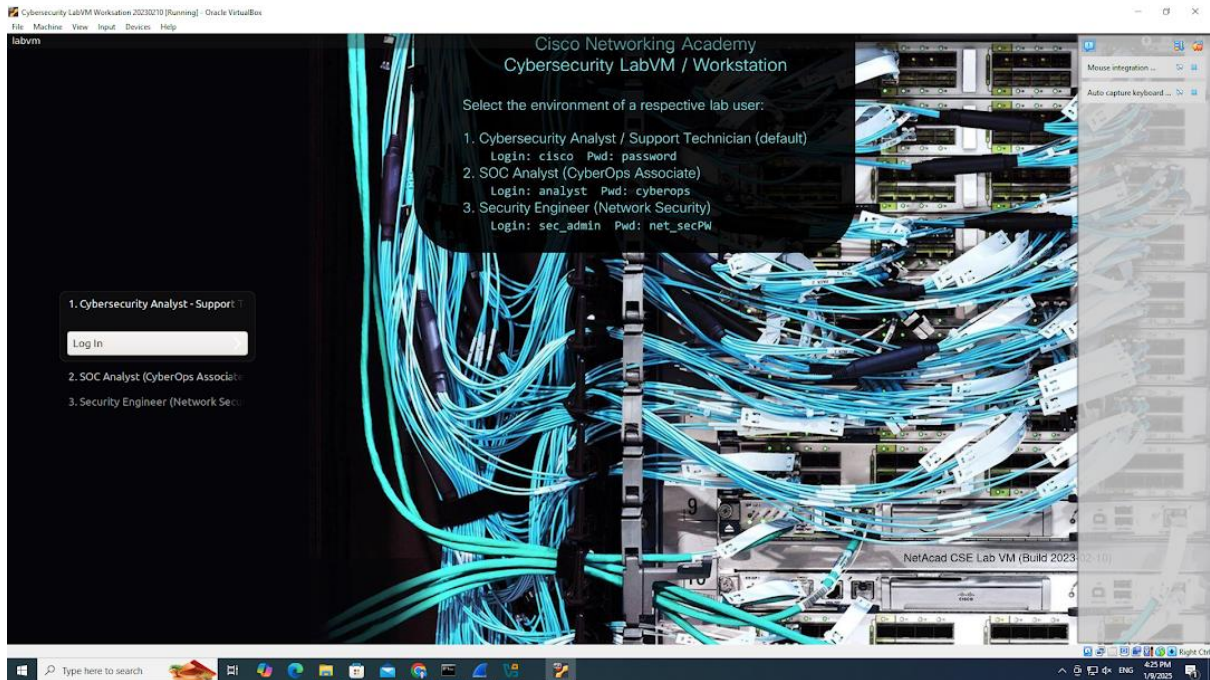 Cybersecurity LabVM Worksation 20230210 [Running] - Oracle VirtualBox
File Machine View Input Devices Help
labvm
Cisco Networking Academy
Cybersecurity LabVM / Workstation
Select the environment of a respective lab user:
1. Cybersecurity Analyst / Support Technician (default)
Login: cisco Pwd: password
2. SOC Analyst (CyberOps Associate)
Login: analyst Pwd: cyberops
3. Security Engineer (Network Security)
Login: sec_admin Pwd: net_secPW
Mouse integration ...
Auto capture keyboard ...
1. Cybersecurity Analyst - Support T
Log In
2. SOC Analyst (CyberOps Associate
3. Security Engineer (Network Secu
9
10
NetAcad CSE Lab VM (Build 2023-02-10)
CISCO
Right Ctrl
Type here to search
ENG
4:25 PM
1/9/2025